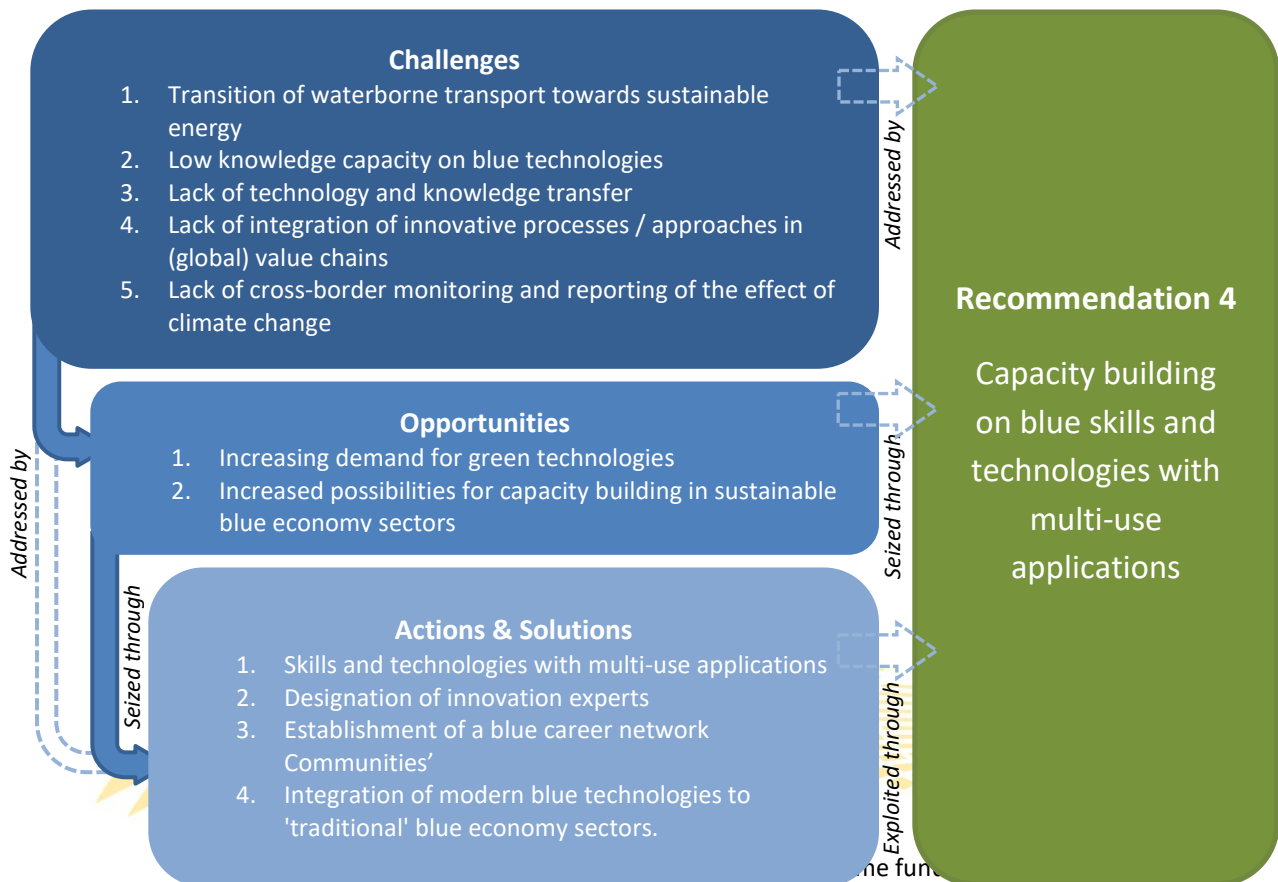 Challenges
1. Transition of waterborne transport towards sustainable
energy
2. Low knowledge capacity on blue technologies
3. Lack of technology and knowledge transfer
4. Lack of integration of innovative processes / approaches in
(global) value chains
5. Lack of cross-border monitoring and reporting of the effect of
climate change
Addressed by
Opportunities
1. Increasing demand for green technologies
2. Increased possibilities for capacity building in sustainable
blue economy sectors
Seized through
Addressed by
Seized through
Actions & Solutions
1. Skills and technologies with multi-use applications
2. Designation of innovation experts
3. Establishment of a blue career network
Communities’
4. Integration of modern blue technologies to
'traditional' blue economy sectors.
Exploited through
Recommendation 4
Capacity building
on blue skills and
technologies with
multi-use
applications